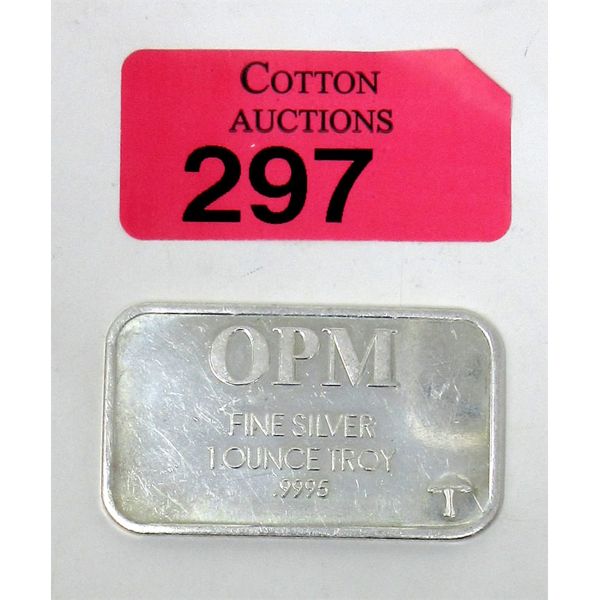 COTTON
AUCTIONS
297
OPM
FINE SILVER
1 OUNCE TROY
.9995